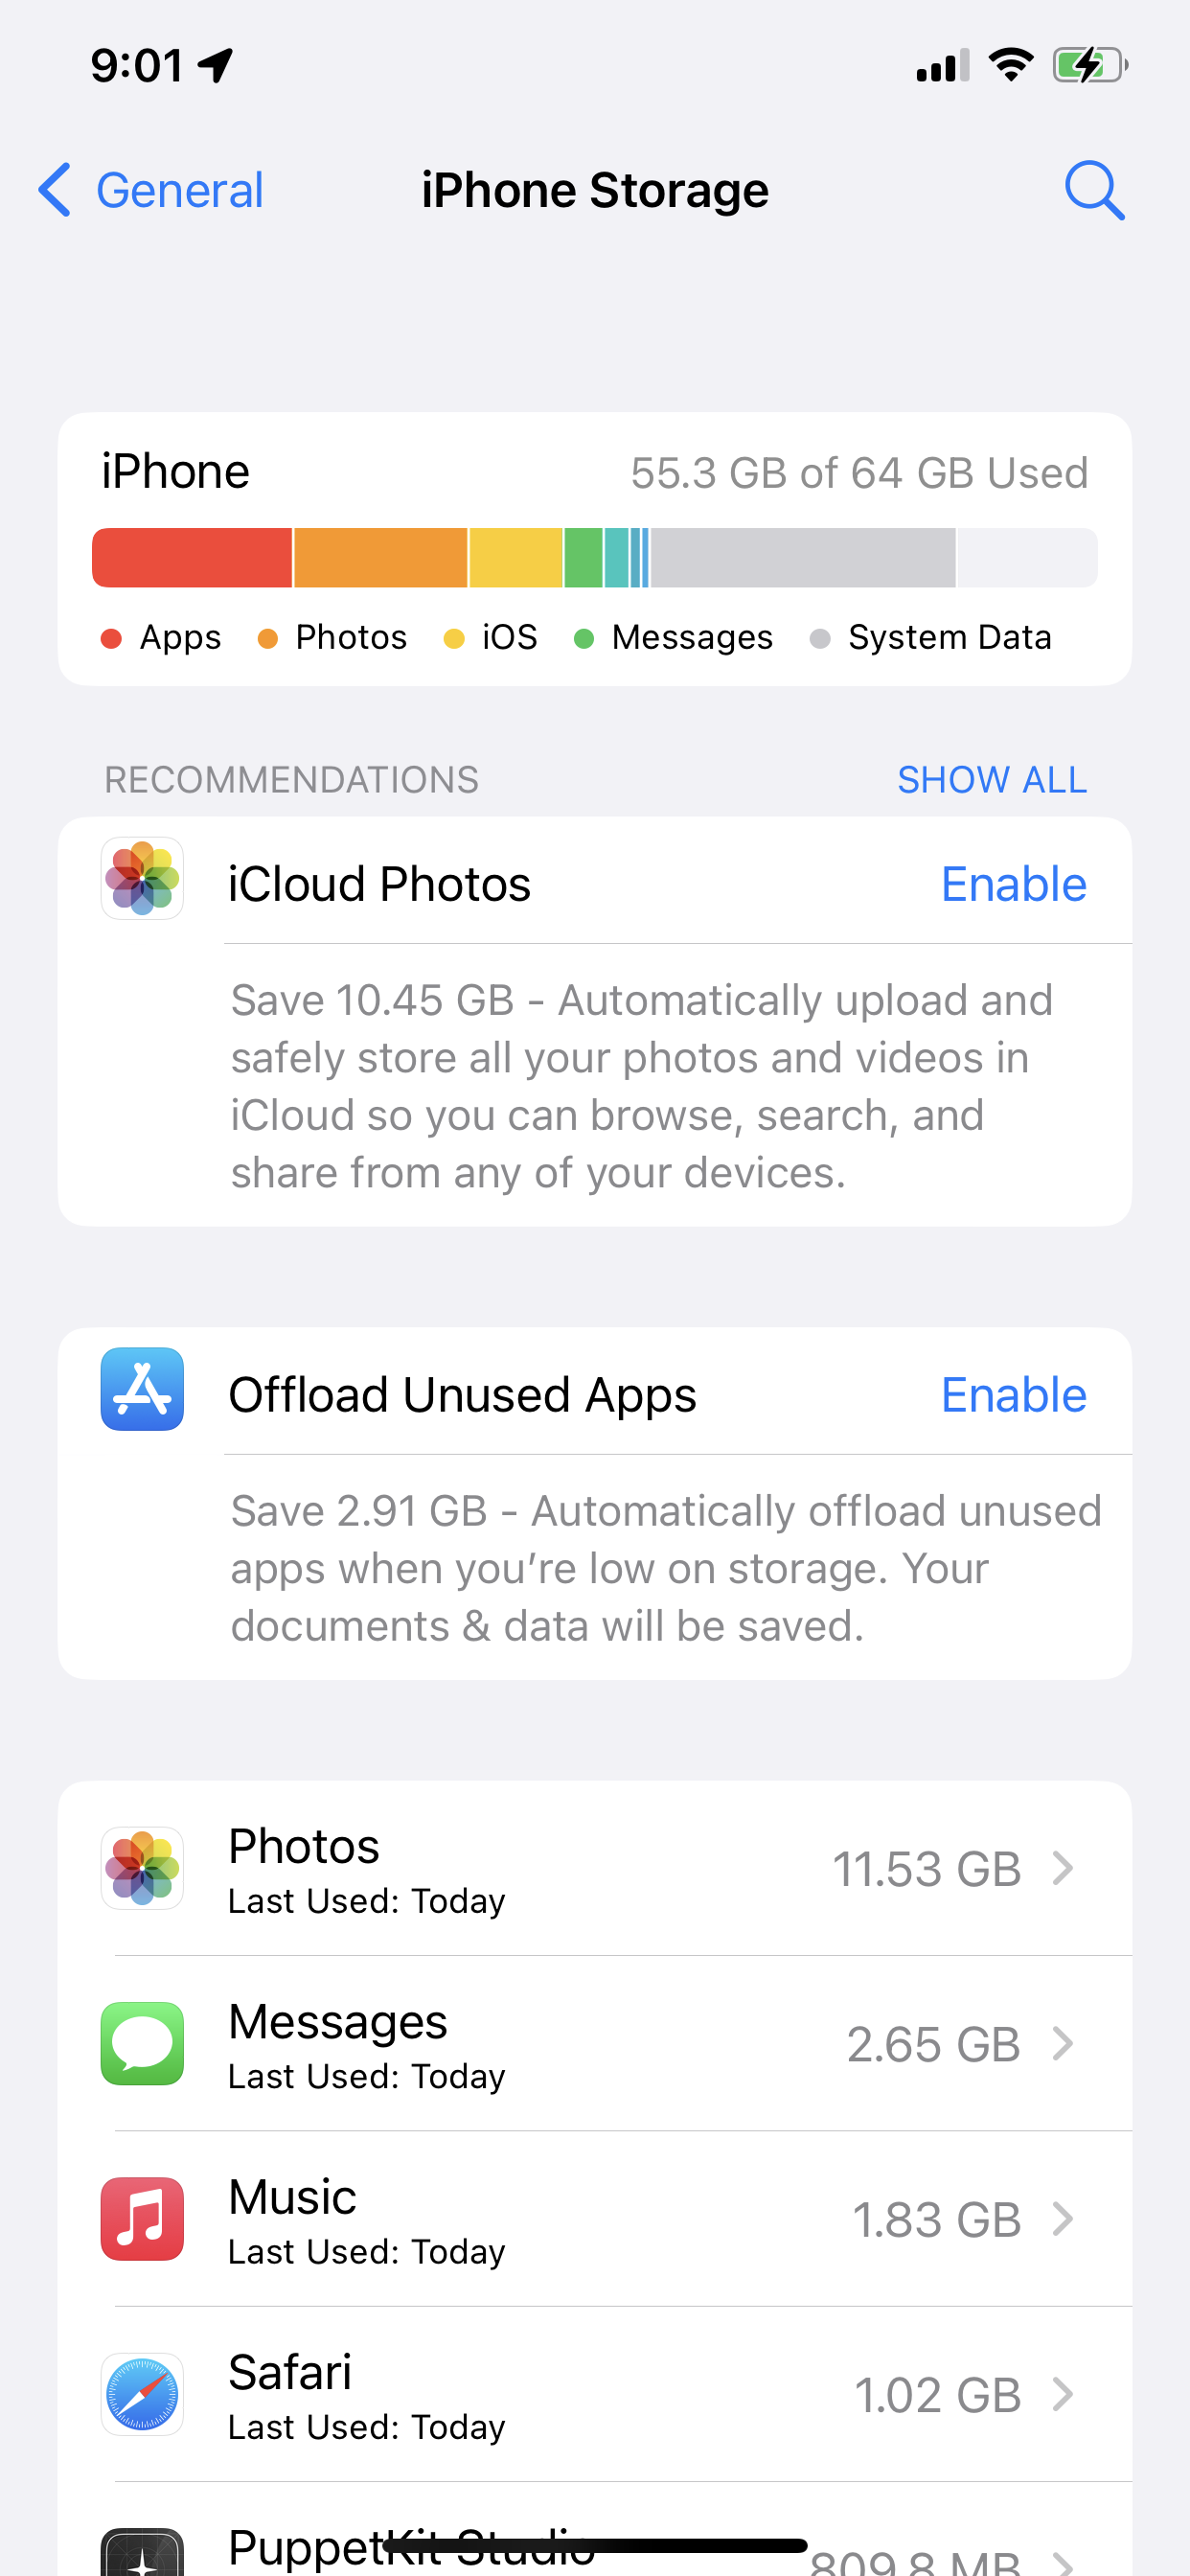 9:01
General
iPhone Storage
iPhone
55.3 GB of 64 GB Used
Apps
Photos
iOS
Messages
System Data
RECOMMENDATIONS
SHOW ALL
iCloud Photos
Enable
Save 10.45 GB - Automatically upload and
safely store all your photos and videos in
iCloud so you can browse, search, and
share from any of your devices.
Offload Unused Apps
Enable
Save 2.91 GB - Automatically offload unused
apps when you’re low on storage. Your
documents & data will be saved.
Photos
Last Used: Today
11.53 GB
Messages
Last Used: Today
2.65 GB
Music
Last Used: Today
1.83 GB
Safari
Last Used: Today
1.02 GB
PuppetKit Studio
809.8 MB